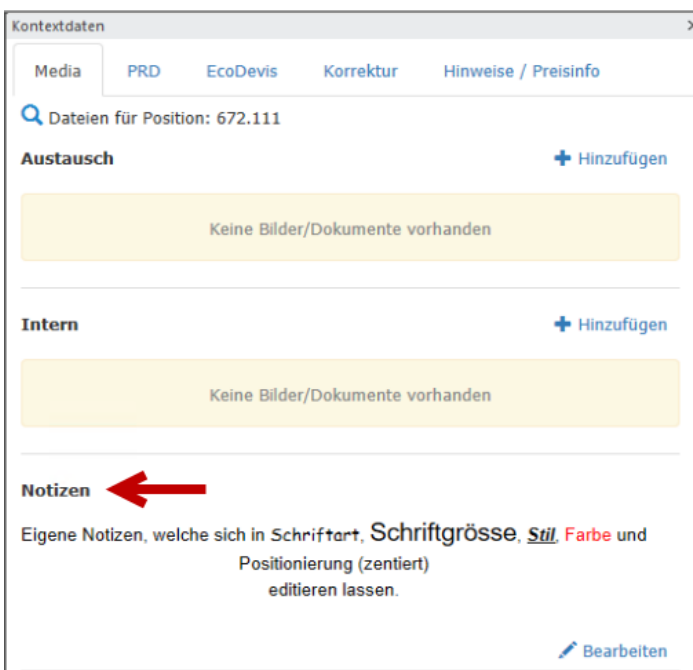 Kontextdaten
Media PRD EcoDevis Korrektur Hinweise / Preisinfo
Dateien für Position: 672.111
Austausch Hinzufügen
Keine Bilder/Dokumente vorhanden
Intern Hinzufügen
Keine Bilder/Dokumente vorhanden
Notizen
Eigene Notizen, welche sich in Schriftart, Schriftgrösse, Stil, Farbe und
Positionierung (zentiert)
editieren lassen.
Bearbeiten